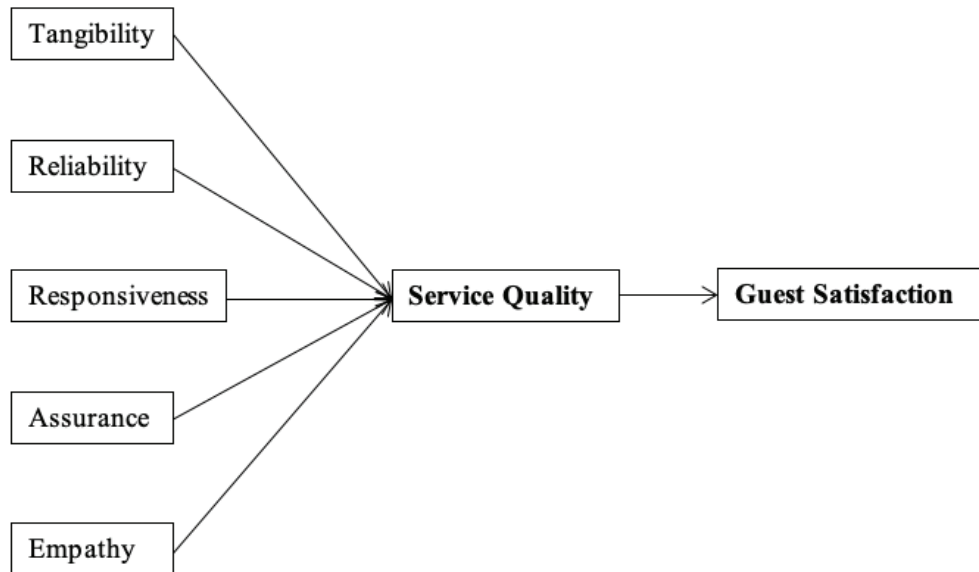 Tangibility
Reliability
Responsiveness
Assurance
Empathy
Service Quality
Guest Satisfaction